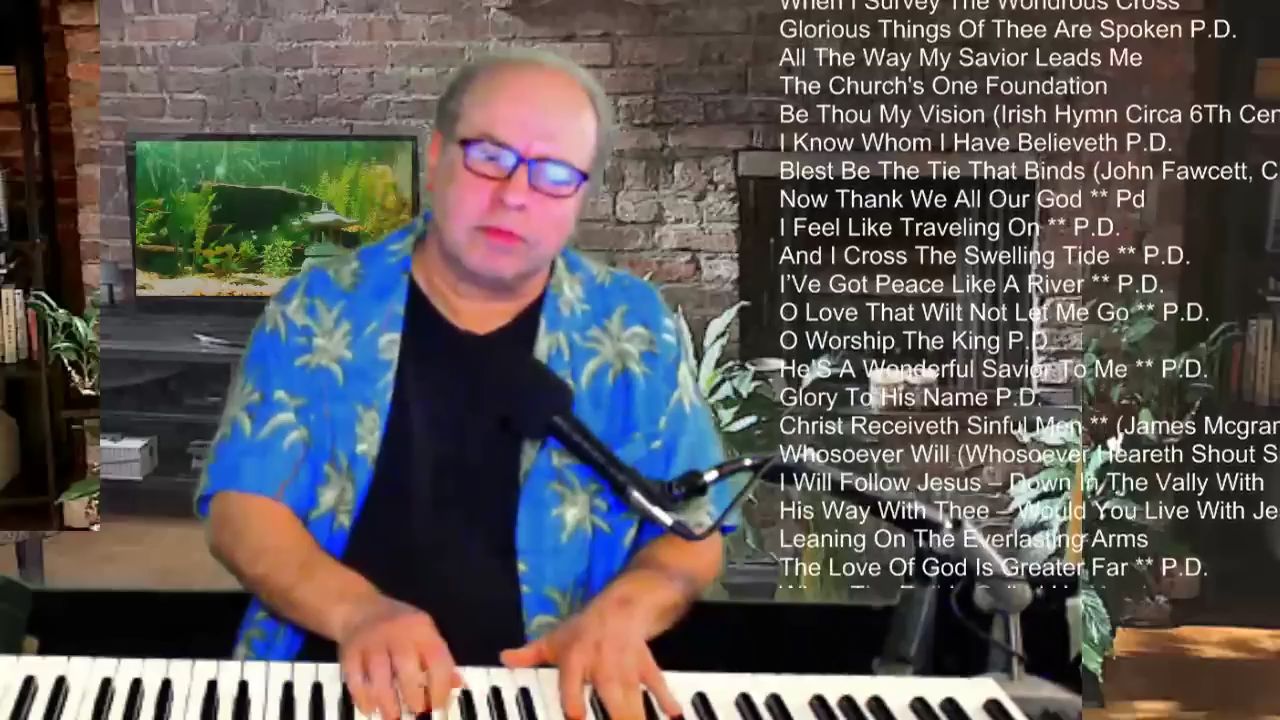 When I Survey The Wondrous Cross
Glorious Things Of Thee Are Spoken P.D.
All The Way My Savior Leads Me
The Church's One Foundation
Be Thou My Vision (Irish Hymn Circa 6Th Cen
I Know Whom I Have Believeth P.D.
Blest Be The Tie That Binds (John Fawcett, C
Now Thank We All Our God ** Pd
I Feel Like Traveling On ** P.D.
And I Cross The Swelling Tide ** P.D.
I'Ve Got Peace Like A River ** P.D.
O Love That Wilt Not Let Me Go ** P.D.
O Worship The King P.D.
He'S A Wonderful Savior To Me ** P.D.
Glory To His Name P.D.
Christ Receiveth Sinful Men ** (James Mcgran
Whosoever Will (Whosoever Heareth Shout S
I Will Follow Jesus – Down In The Vally With
His Way With Thee – Would You Live With Je
Leaning On The Everlasting Arms
The Love Of God Is Greater Far ** P.D.